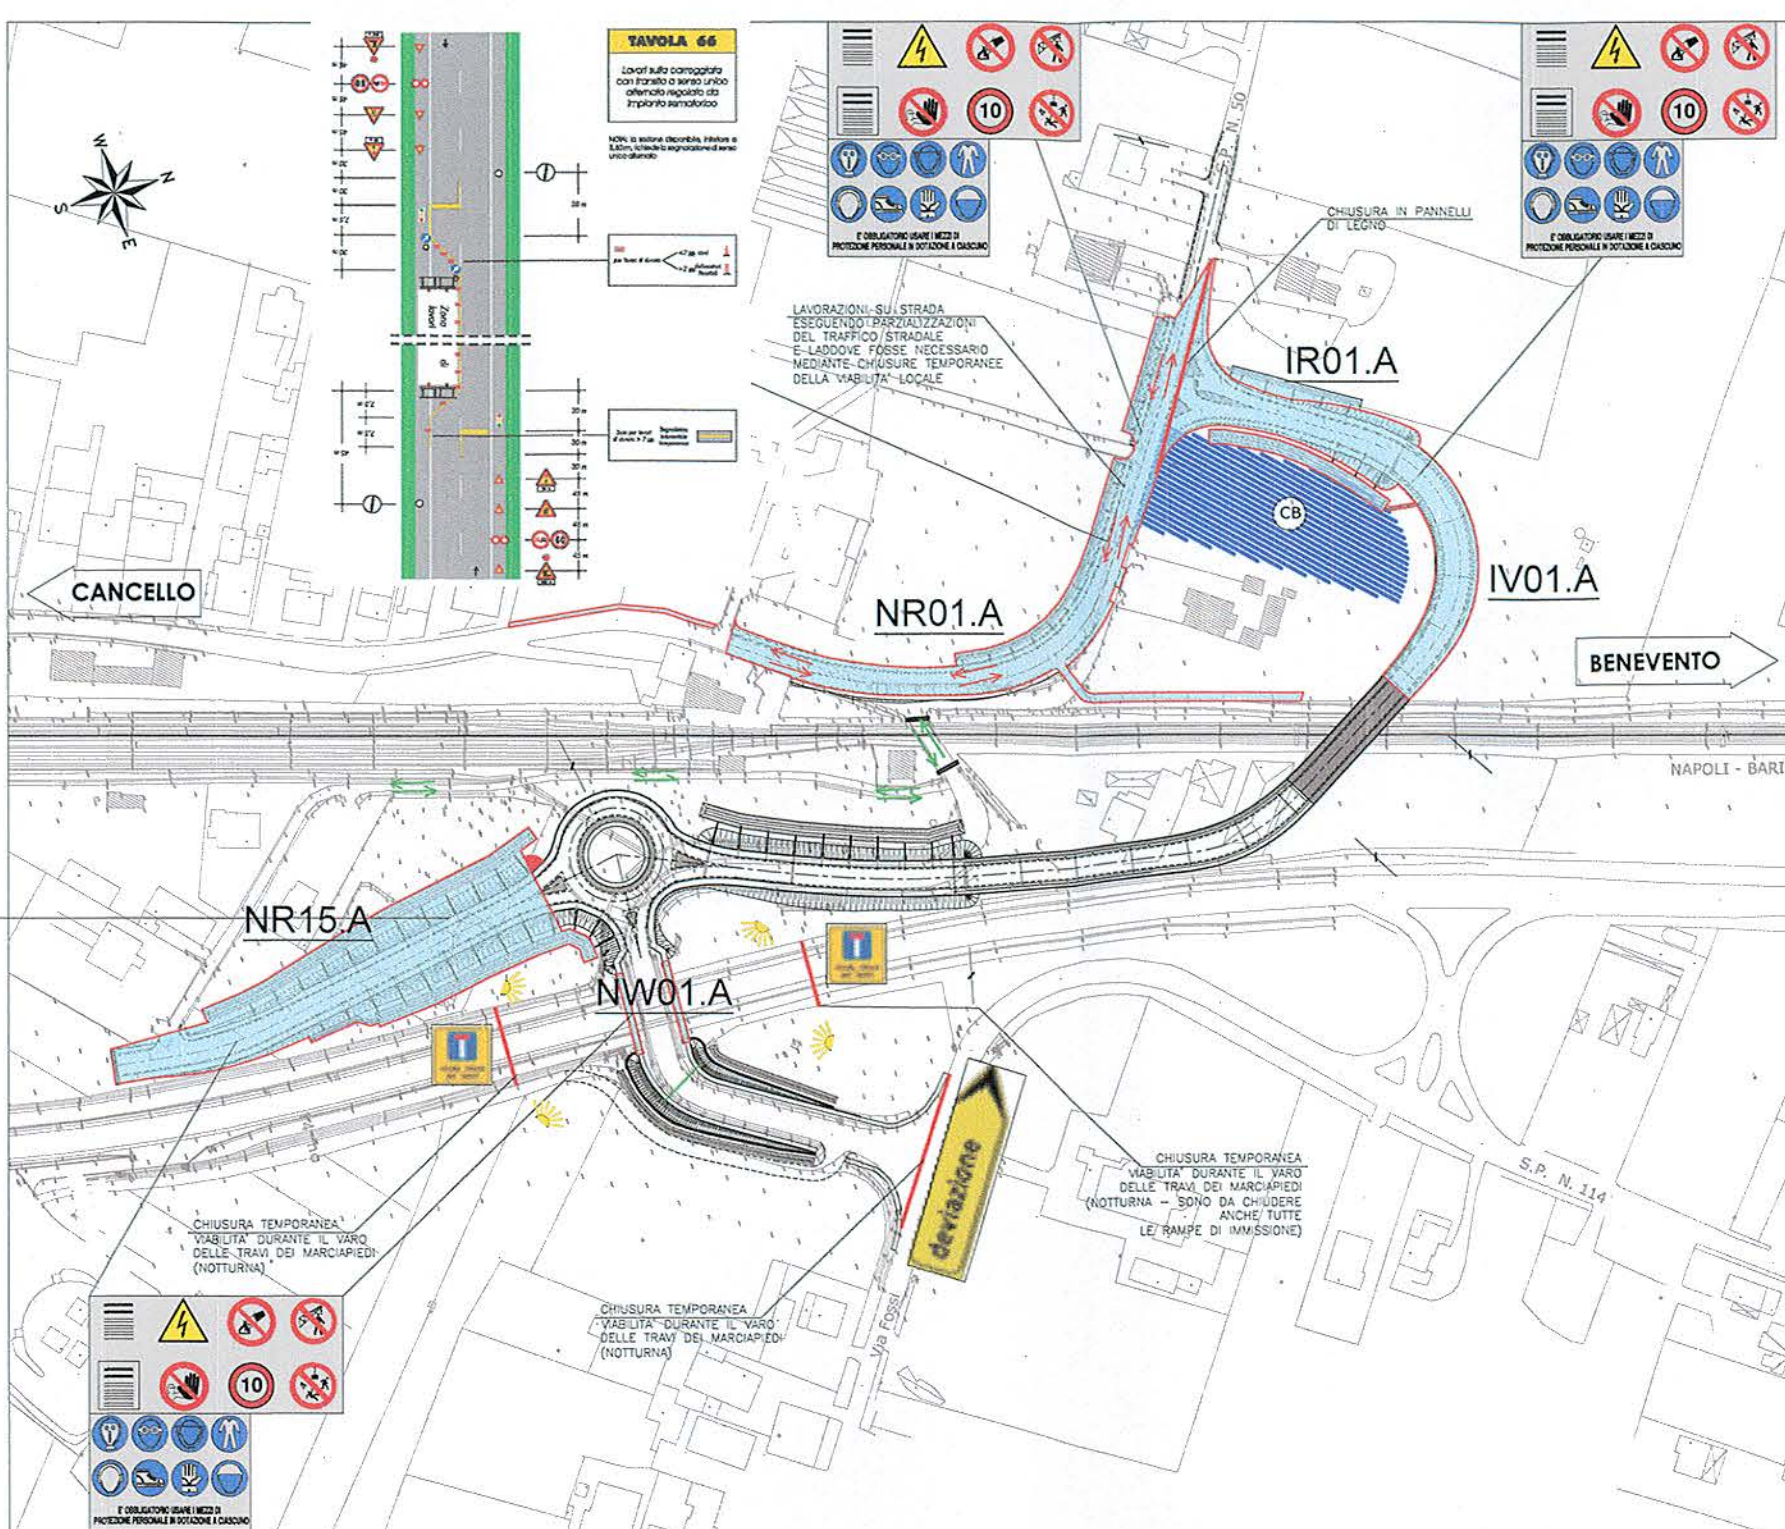 TAVOLA 66
Lavori sulla carreggiata
con transito a senso unico
alternato regolato da
impianto semaforico
W
N
S
E
Zona
lavori
di
10
E' OBBLIGATORIO USARE I MEZZI DI
PROTEZIONE PERSONALE IN DOTAZIONE A CIASCUNO
10
E' OBBLIGATORIO USARE I MEZZI DI
PROTEZIONE PERSONALE IN DOTAZIONE A CIASCUNO
S.P. N. 50
CHIUSURA IN PANNELLI
DI LEGNO
LAVORAZIONI SU STRADA
ESEGUENDO PARZIALIZZAZIONI
DEL TRAFFICO STRADALE
E LADDOVE FOSSE NECESSARIO
MEDIANTE CHIUSURE TEMPORANEE
DELLA VIABILITA' LOCALE
IR01.A
CB
IV01.A
CANCELLO
NR01.A
BENEVENTO
NAPOLI - BARI
NR15.A
NW01.A
deviazione
CHIUSURA TEMPORANEA
VIABILITA' DURANTE IL VARO
DELLE TRAVI DEI MARCIAPIEDI
(NOTTURNA - SONO DA CHIUDERE
ANCHE TUTTE
LE RAMPE DI IMMISSIONE)
S.P. N. 114
CHIUSURA TEMPORANEA
VIABILITA' DURANTE IL VARO
DELLE TRAVI DEI MARCIAPIEDI
(NOTTURNA)
CHIUSURA TEMPORANEA
VIABILITA' DURANTE IL VARO
DELLE TRAVI DEI MARCIAPIEDI
(NOTTURNA)
Via Fossi
10
E' OBBLIGATORIO USARE I MEZZI DI
PROTEZIONE PERSONALE IN DOTAZIONE A CIASCUNO